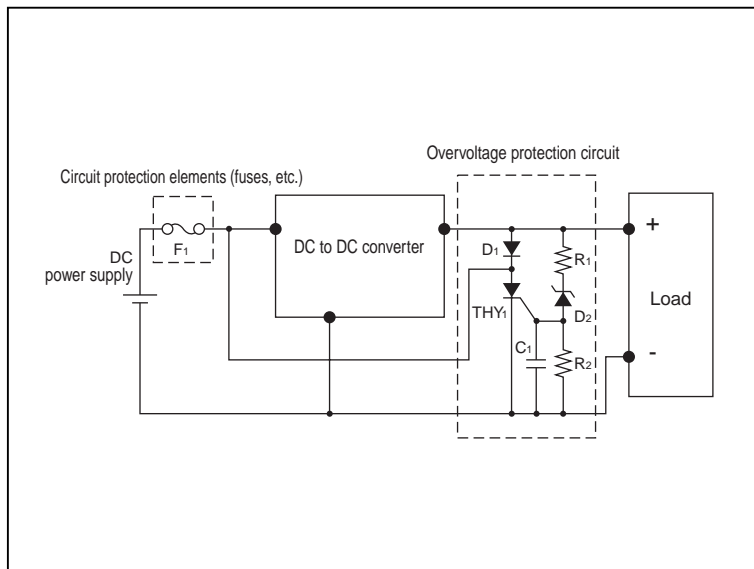 Overvoltage protection circuit
Circuit protection elements (fuses, etc.)
DC
power supply
F1
DC to DC converter
D1
THY1
C1
R1
D2
R2
+
Load
-